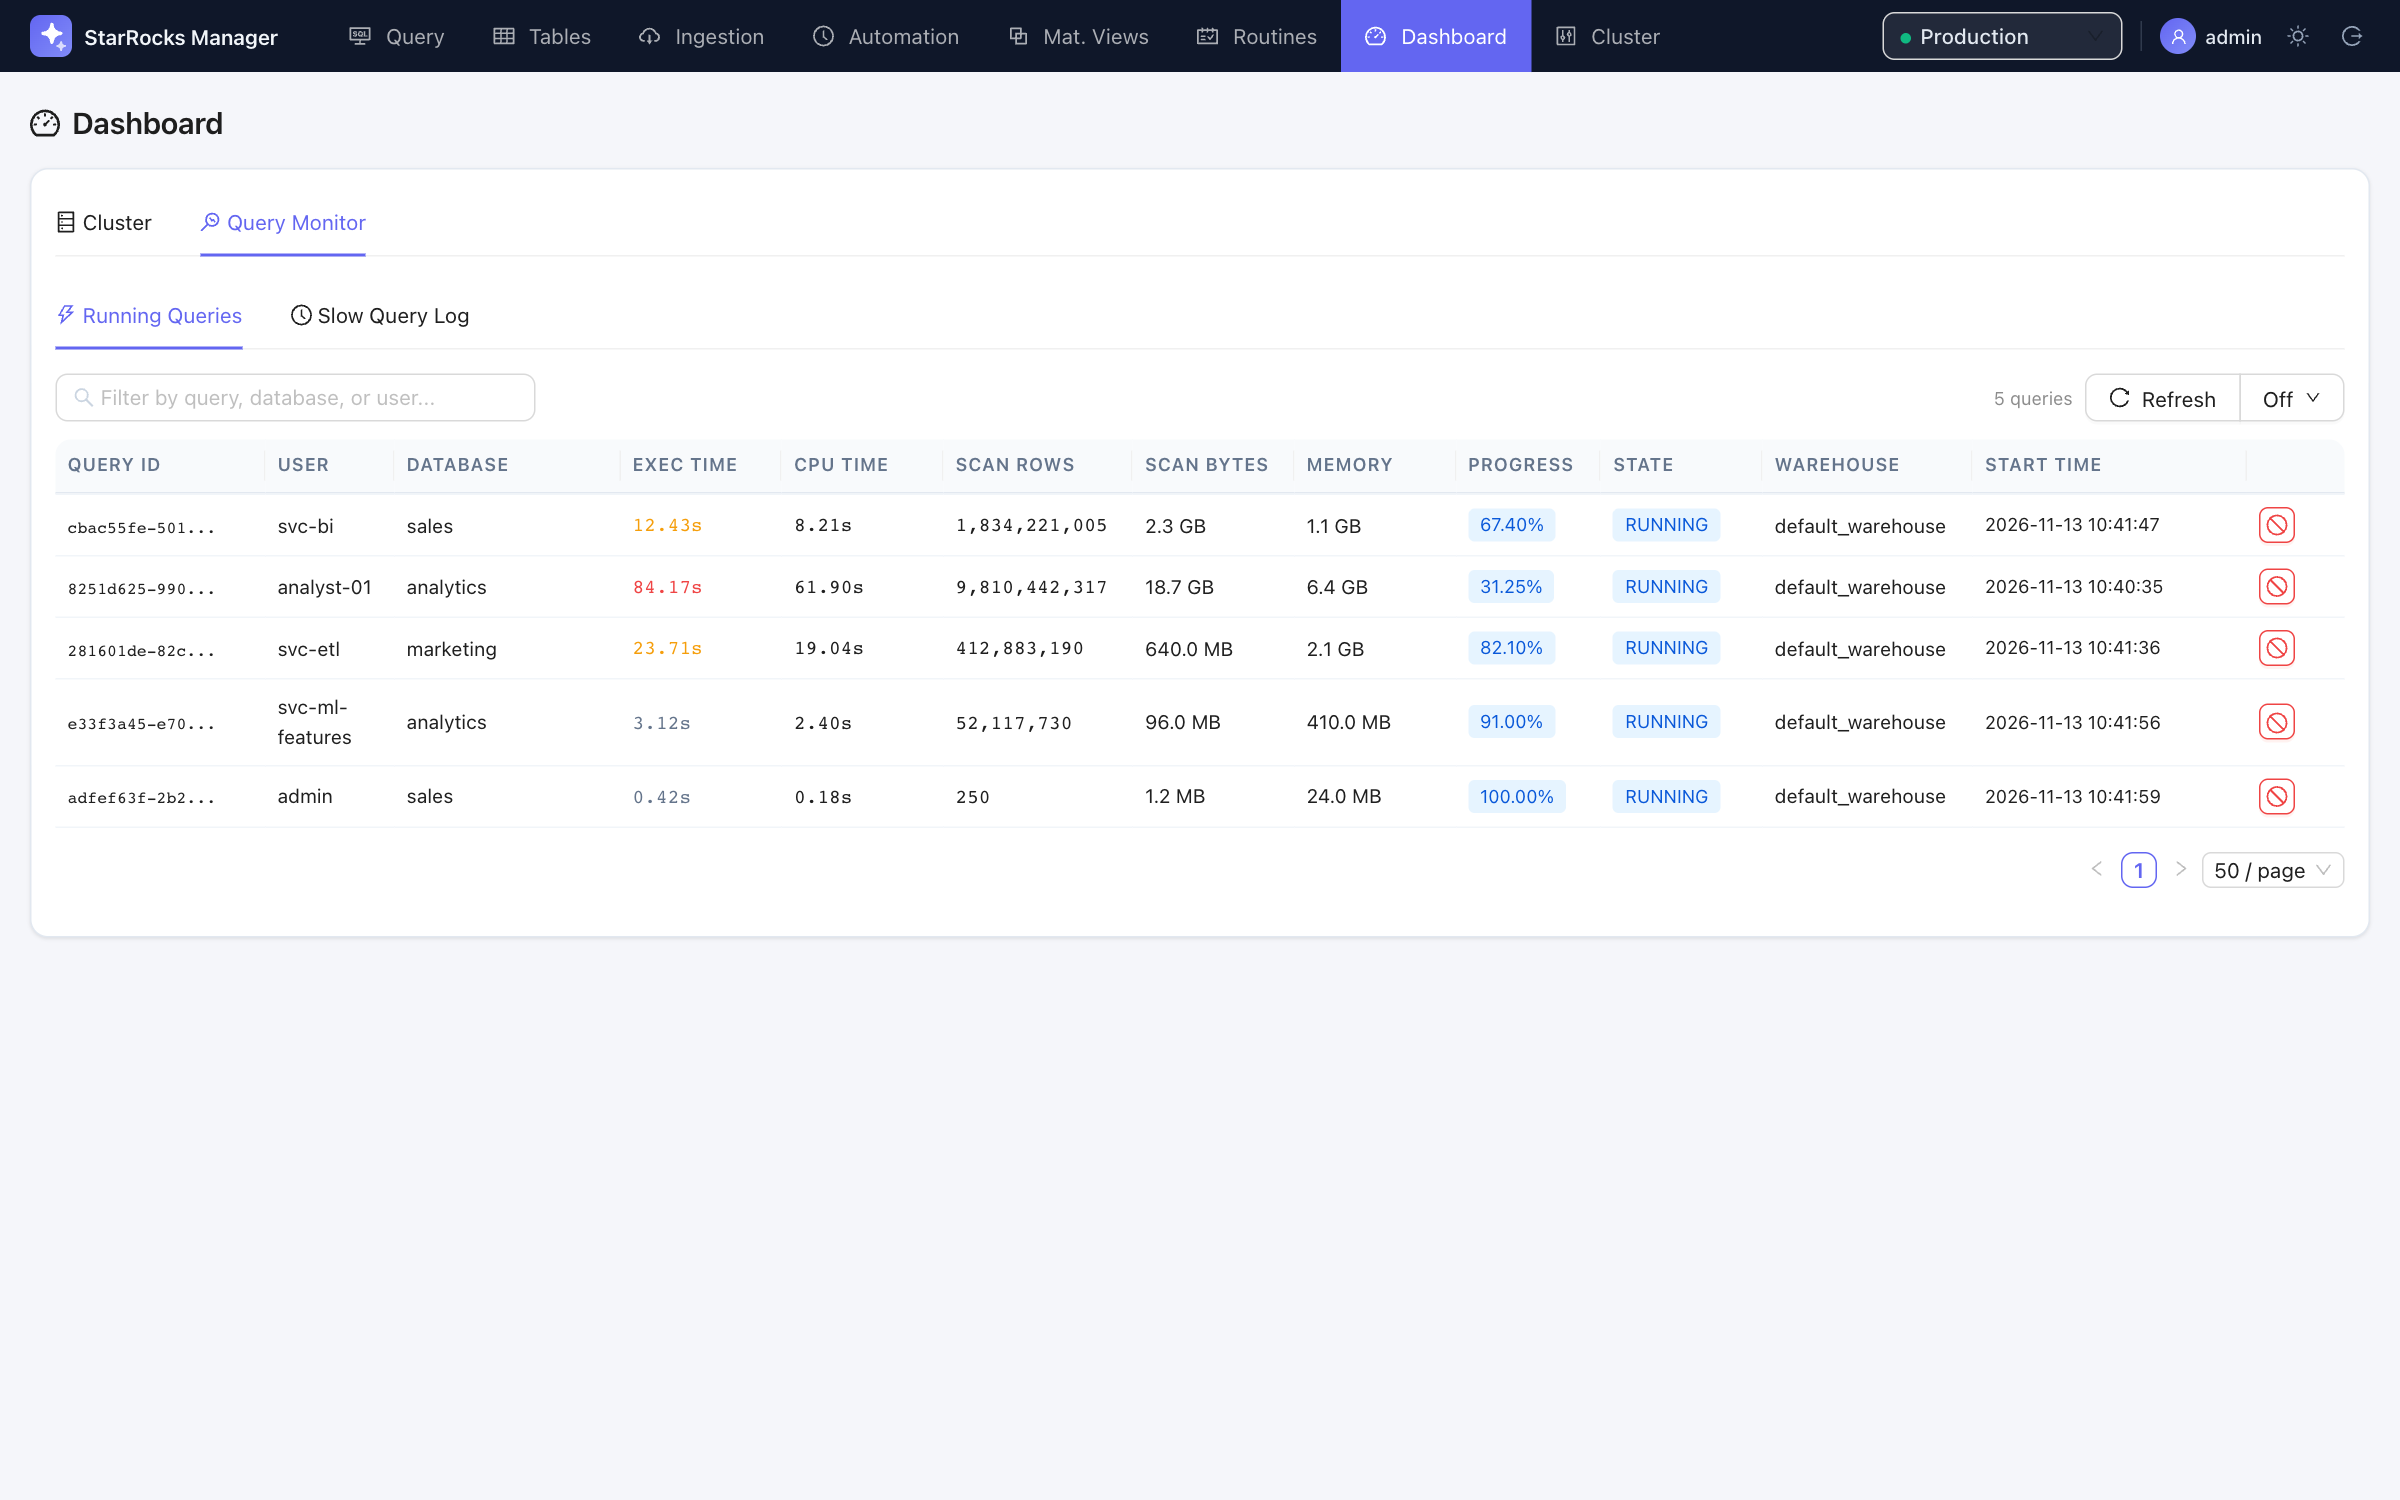 StarRocks Manager Query Tables Ingestion Automation Mat. Views Routines Dashboard Cluster Production admin
Dashboard
Cluster Query Monitor
Running Queries Slow Query Log
Filter by query, database, or user... 5 queries Refresh Off
QUERY ID USER DATABASE EXEC TIME CPU TIME SCAN ROWS SCAN BYTES MEMORY PROGRESS STATE WAREHOUSE START TIME
cbac55fe-501... svc-bi sales 12.43s 8.21s 1,834,221,005 2.3 GB 1.1 GB 67.40% RUNNING default_warehouse 2026-11-13 10:41:47
8251d625-990... analyst-01 analytics 84.17s 61.90s 9,810,442,317 18.7 GB 6.4 GB 31.25% RUNNING default_warehouse 2026-11-13 10:40:35
281601de-82c... svc-etl marketing 23.71s 19.04s 412,883,190 640.0 MB 2.1 GB 82.10% RUNNING default_warehouse 2026-11-13 10:41:36
e33f3a45-e70... svc-ml-features analytics 3.12s 2.40s 52,117,730 96.0 MB 410.0 MB 91.00% RUNNING default_warehouse 2026-11-13 10:41:56
adfef63f-2b2... admin sales 0.42s 0.18s 250 1.2 MB 24.0 MB 100.00% RUNNING default_warehouse 2026-11-13 10:41:59
1 50 / page